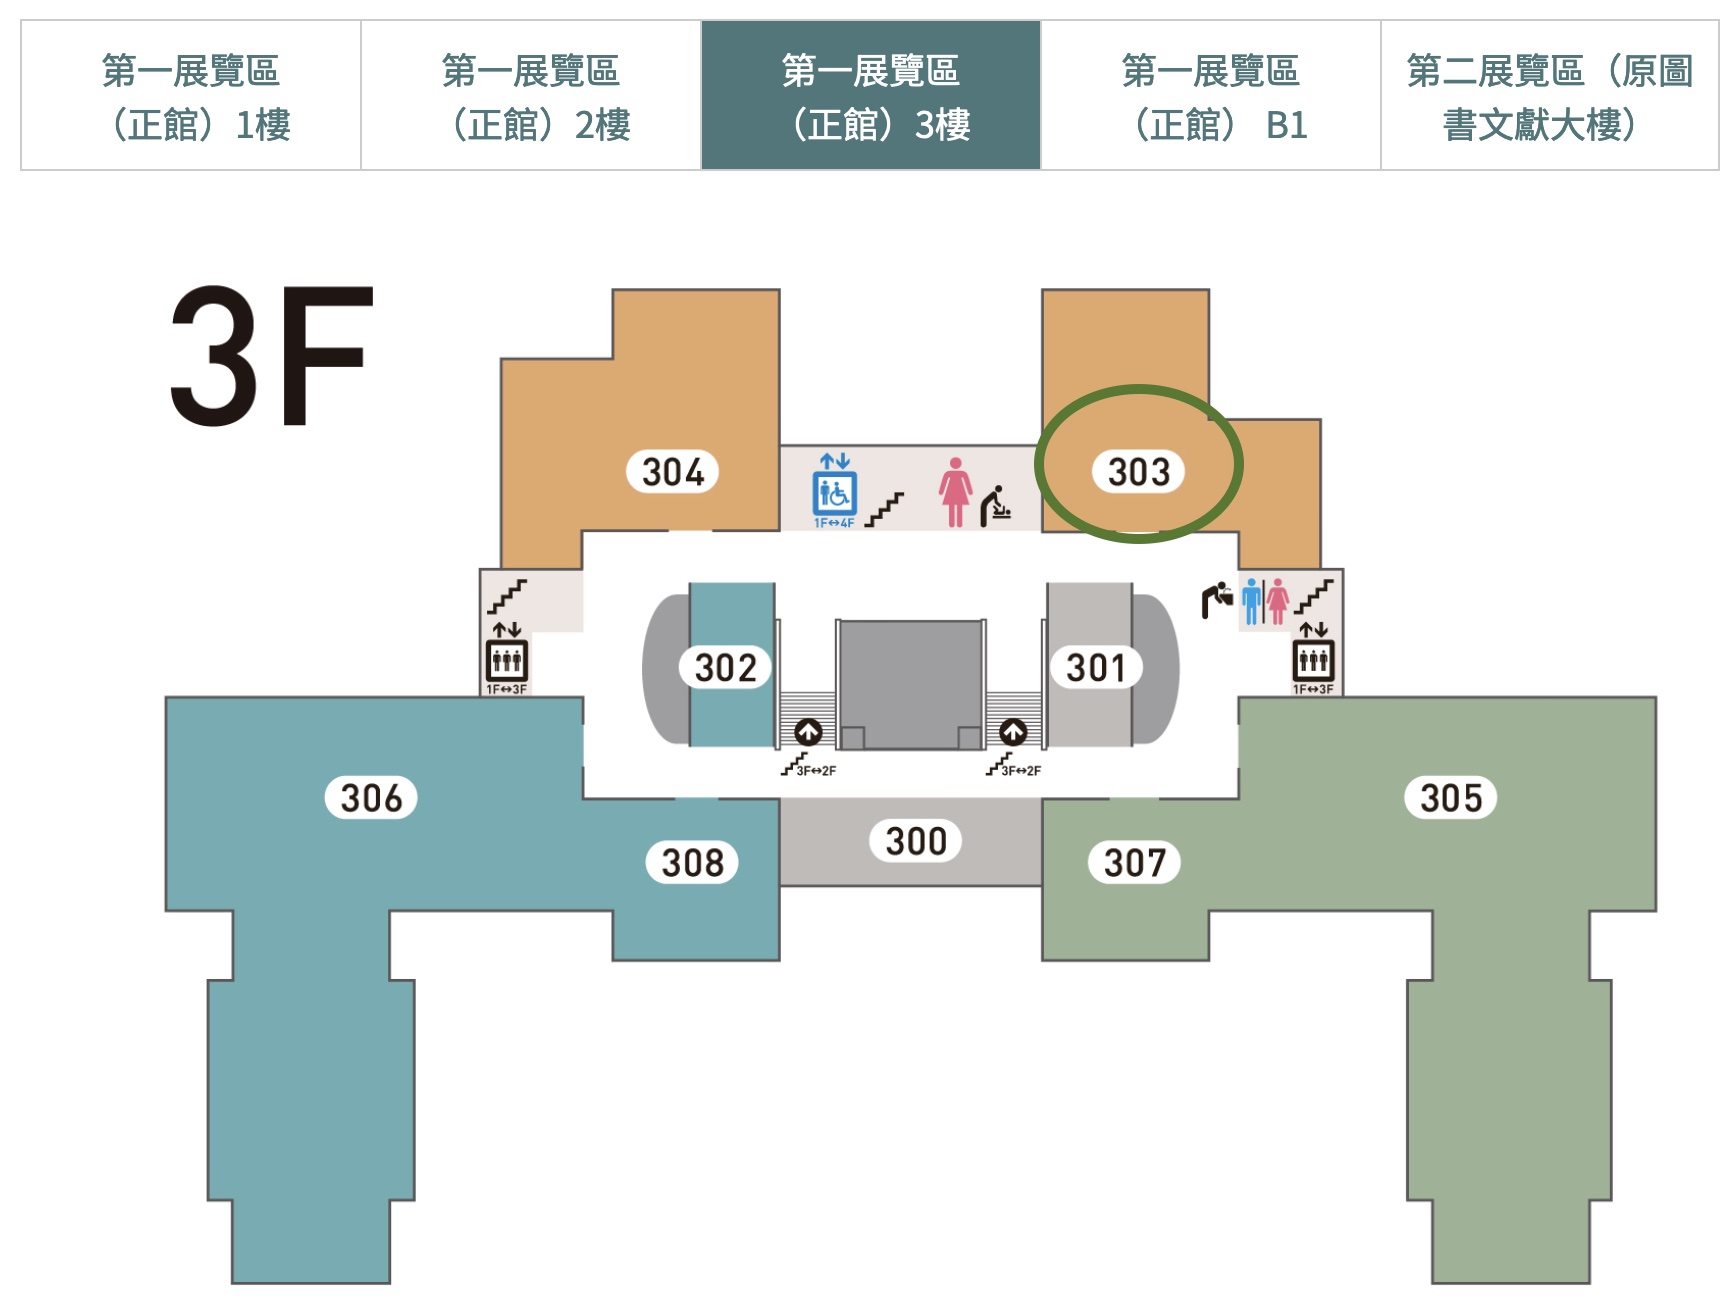 第一展覽區
（正館）1樓
第一展覽區
（正館）2樓
第一展覽區
（正館）3樓
第一展覽區
（正館） B1
第二展覽區（原圖
書文獻大樓）
3F
304
1F↔4F
303
1F↔3F
302
301
1F↔3F
3F↔2F
3F↔2F
306
308
300
307
305